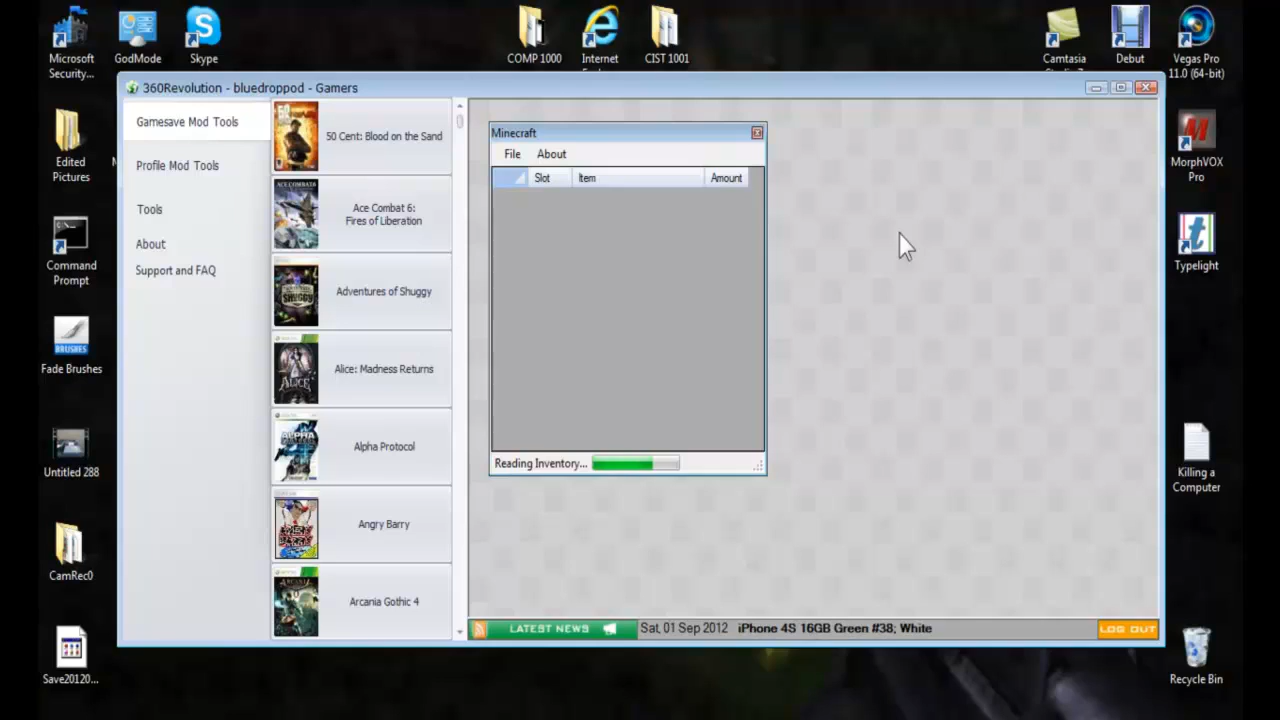 Microsoft
Security...
GodMode
Skype
COMP 1000
Internet
CIST 1001
Camtasia
Debut
Vegas Pro
11.0 (64-bit)
360Revolution - bluedroppod - Gamers
Gamesave Mod Tools
Profile Mod Tools
Tools
About
Support and FAQ
50 Cent: Blood on the Sand
Ace Combat 6:
Fires of Liberation
Adventures of Shuggy
Alice: Madness Returns
Alpha Protocol
Angry Barry
Arcania Gothic 4
Minecraft
File
About
Slot
Item
Amount
Reading Inventory...
LATEST NEWS
Sat, 01 Sep 2012
iPhone 4S 16GB Green #38; White
LOG OUT
Edited
Pictures
Command
Prompt
BRUSHES
Fade Brushes
Untitled 288
CamRec0
Save20120...
MorphVOX
Pro
Typelight
Killing a
Computer
Recycle Bin